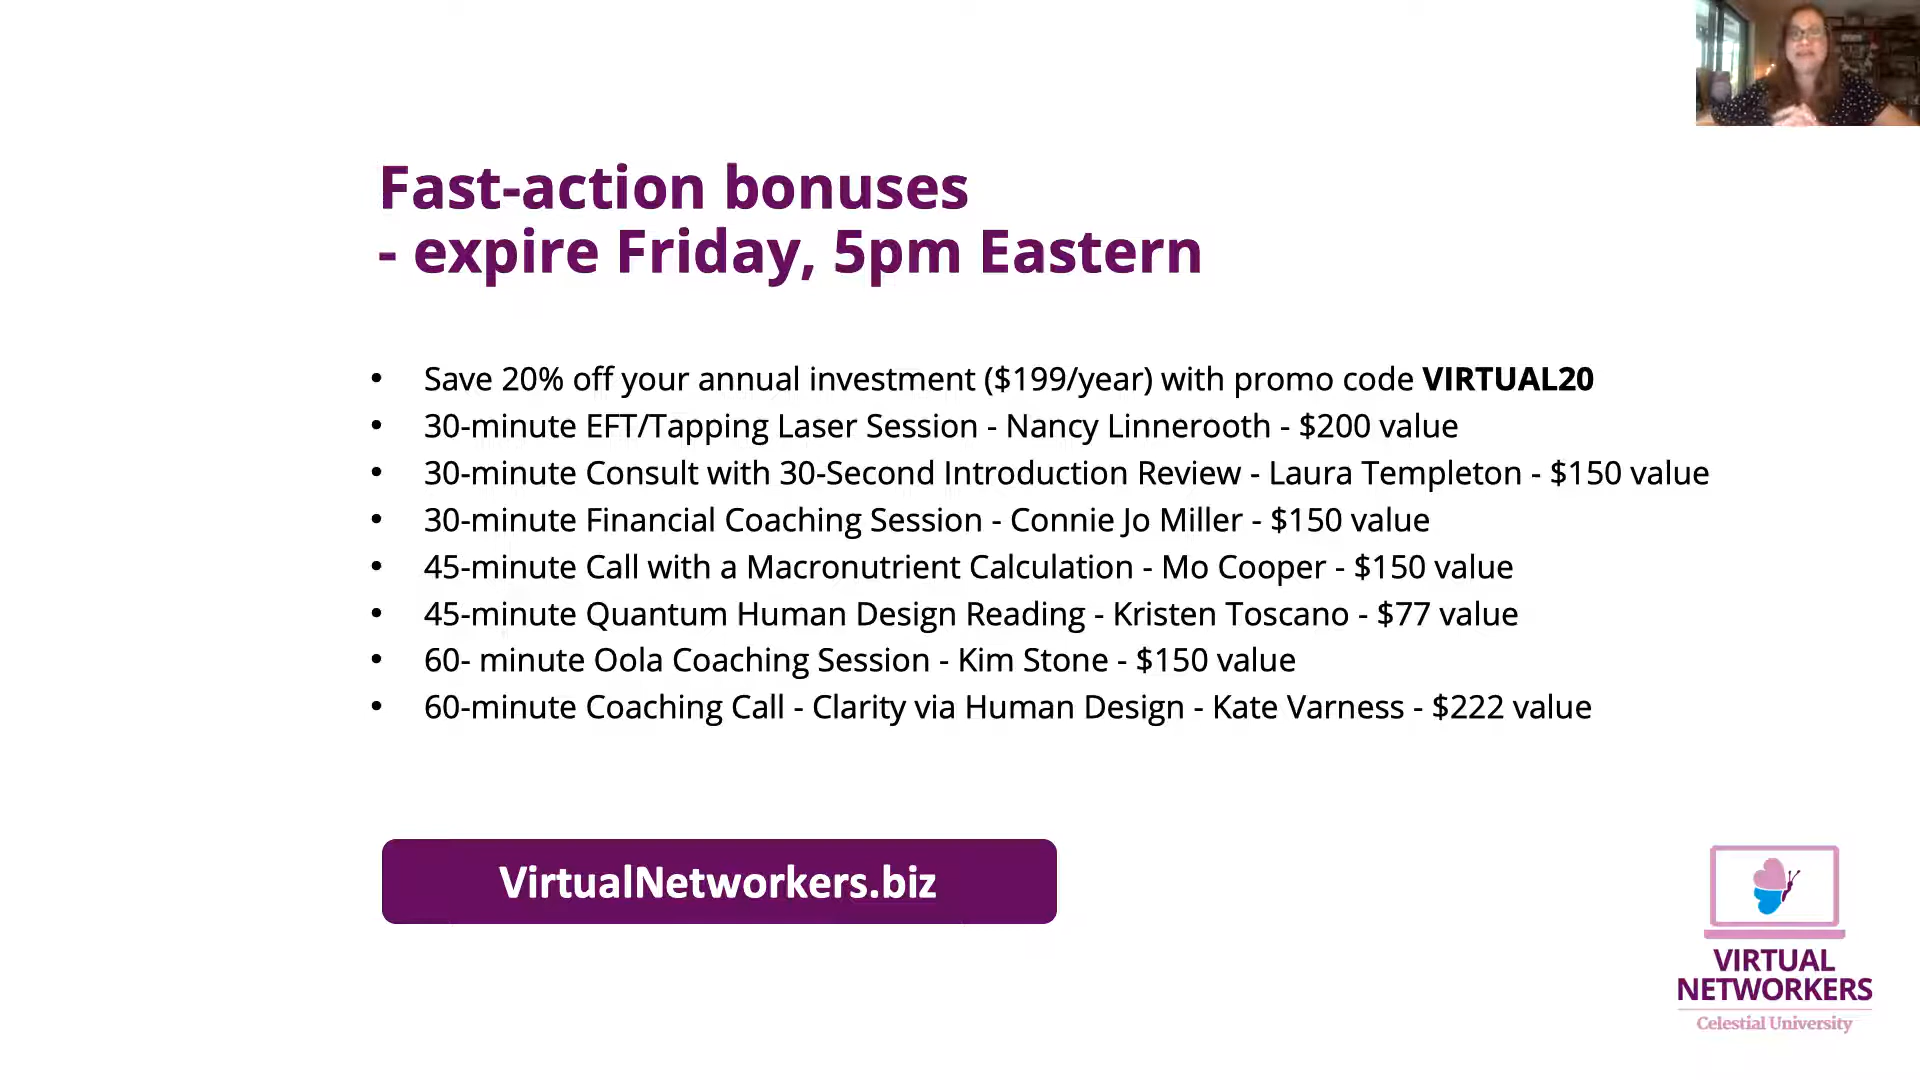 Fast-action bonuses
- expire Friday, 5pm Eastern
• Save 20% off your annual investment ($199/year) with promo code VIRTUAL20
• 30-minute EFT/Tapping Laser Session - Nancy Linnerooth - $200 value
• 30-minute Consult with 30-Second Introduction Review - Laura Templeton - $150 value
• 30-minute Financial Coaching Session - Connie Jo Miller - $150 value
• 45-minute Call with a Macronutrient Calculation - Mo Cooper - $150 value
• 45-minute Quantum Human Design Reading - Kristen Toscano - $77 value
• 60- minute Oola Coaching Session - Kim Stone - $150 value
• 60-minute Coaching Call - Clarity via Human Design - Kate Varness - $222 value
VirtualNetworkers.biz
VIRTUAL
NETWORKERS
Celestial University